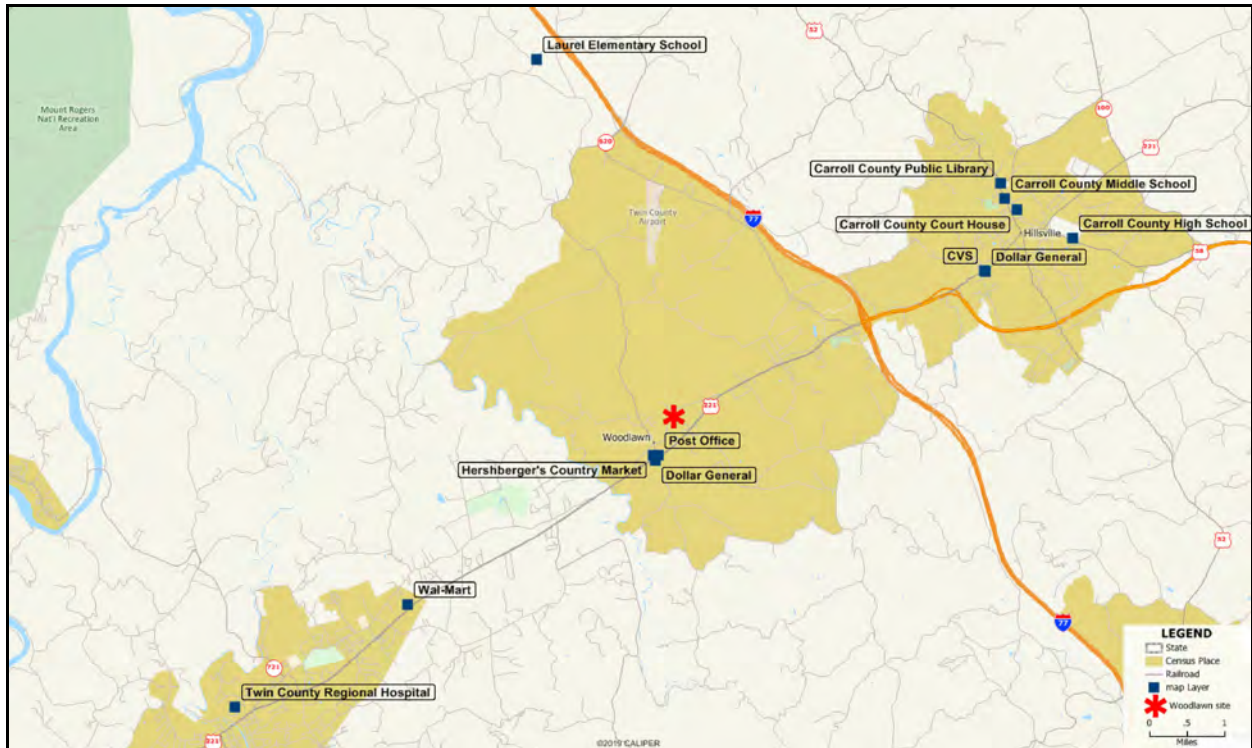 Laurel Elementary School
52
Mount Rogers
Nat'l Recreation
Area
100
620
221
Carroll County Public Library
Carroll County Middle School
Twin County
Airport
77
Carroll County Court House
Hillsville
Carroll County High School
58
CVS
Dollar General
221
Woodlawn
Post Office
Hershberger's Country Market
Dollar General
52
Wal-Mart
77
721
Twin County Regional Hospital
221
LEGEND
State
Census Place
Railroad
map Layer
Woodlawn site
0 .5 1
Miles
©2019 CALIPER